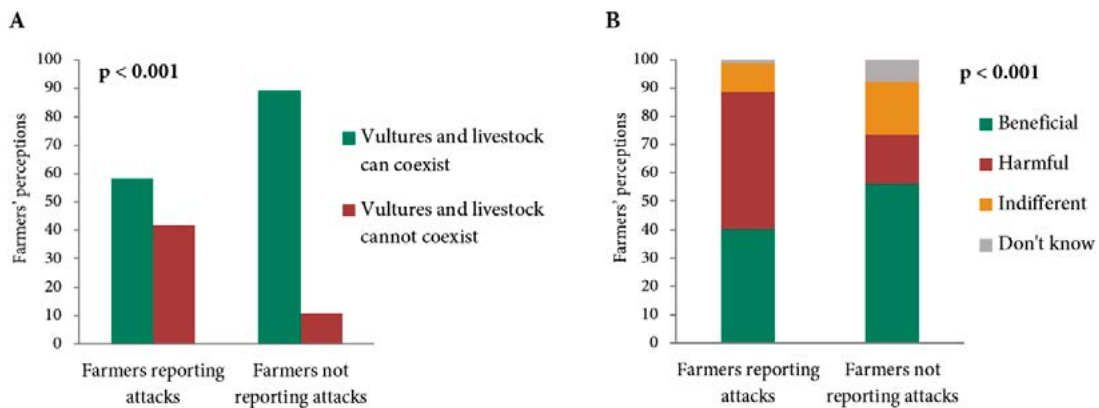 A
Farmers' perceptions
100
90
80
70
60
50
40
30
20
10
0
p < 0.001
Farmers reporting
attacks
Farmers not
reporting attacks
Vultures and livestock
can coexist
Vultures and livestock
cannot coexist
B
Farmers' perceptions
100
90
80
70
60
50
40
30
20
10
0
p < 0.001
Farmers reporting
attacks
Farmers not
reporting attacks
Beneficial
Harmful
Indifferent
Don't know